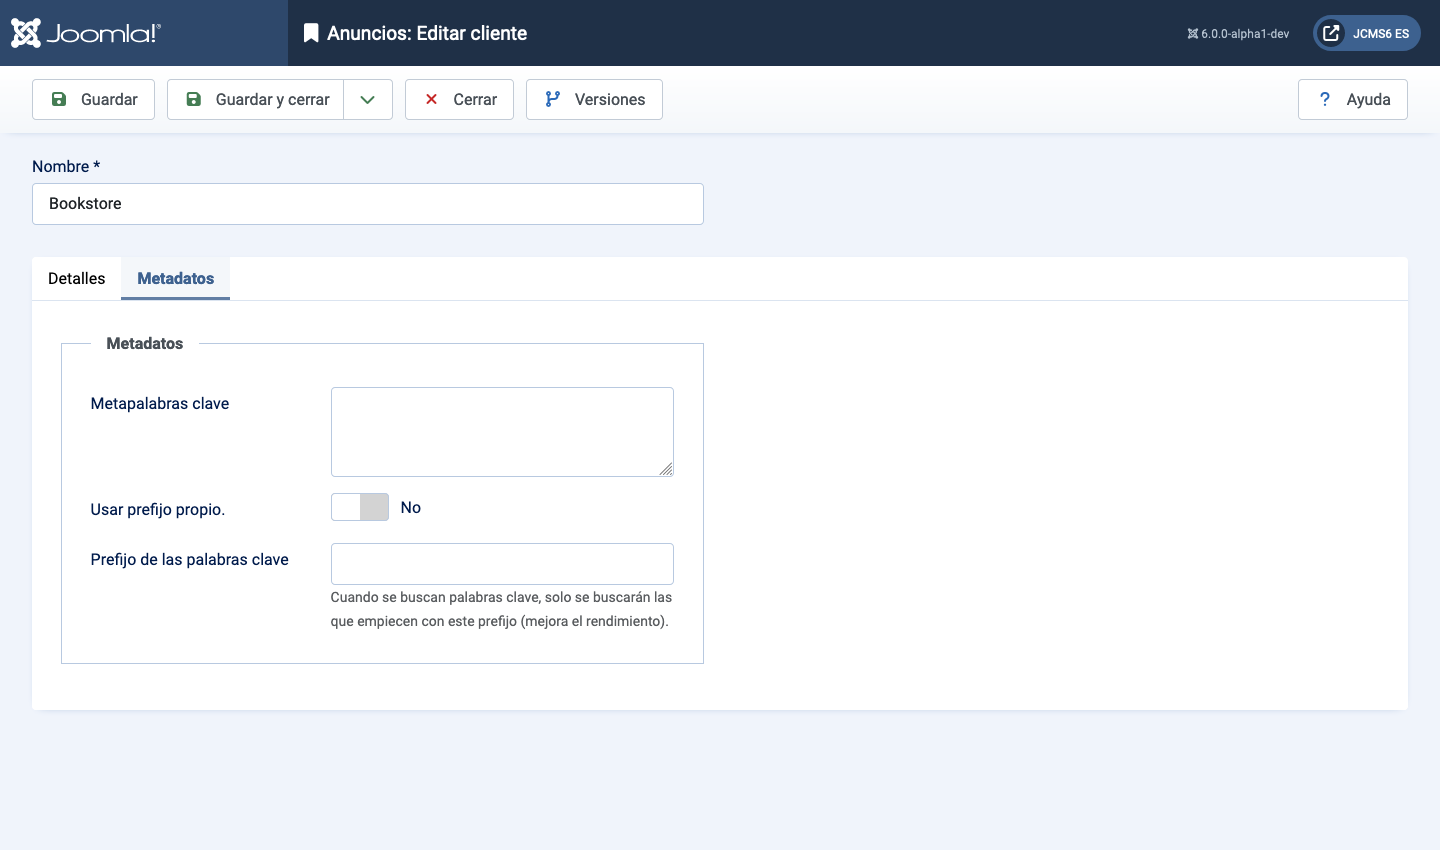 Joomla!®
Anuncios: Editar cliente
6.0.0-alpha1-dev
JCMS6 ES
Guardar
Guardar y cerrar
Cerrar
Versiones
? Ayuda
Nombre *
Bookstore
Detalles
Metadatos
Metadatos
Metapalabras clave
Usar prefijo propio.
No
Prefijo de las palabras clave
Cuando se buscan palabras clave, solo se buscarán las
que empiecen con este prefijo (mejora el rendimiento).